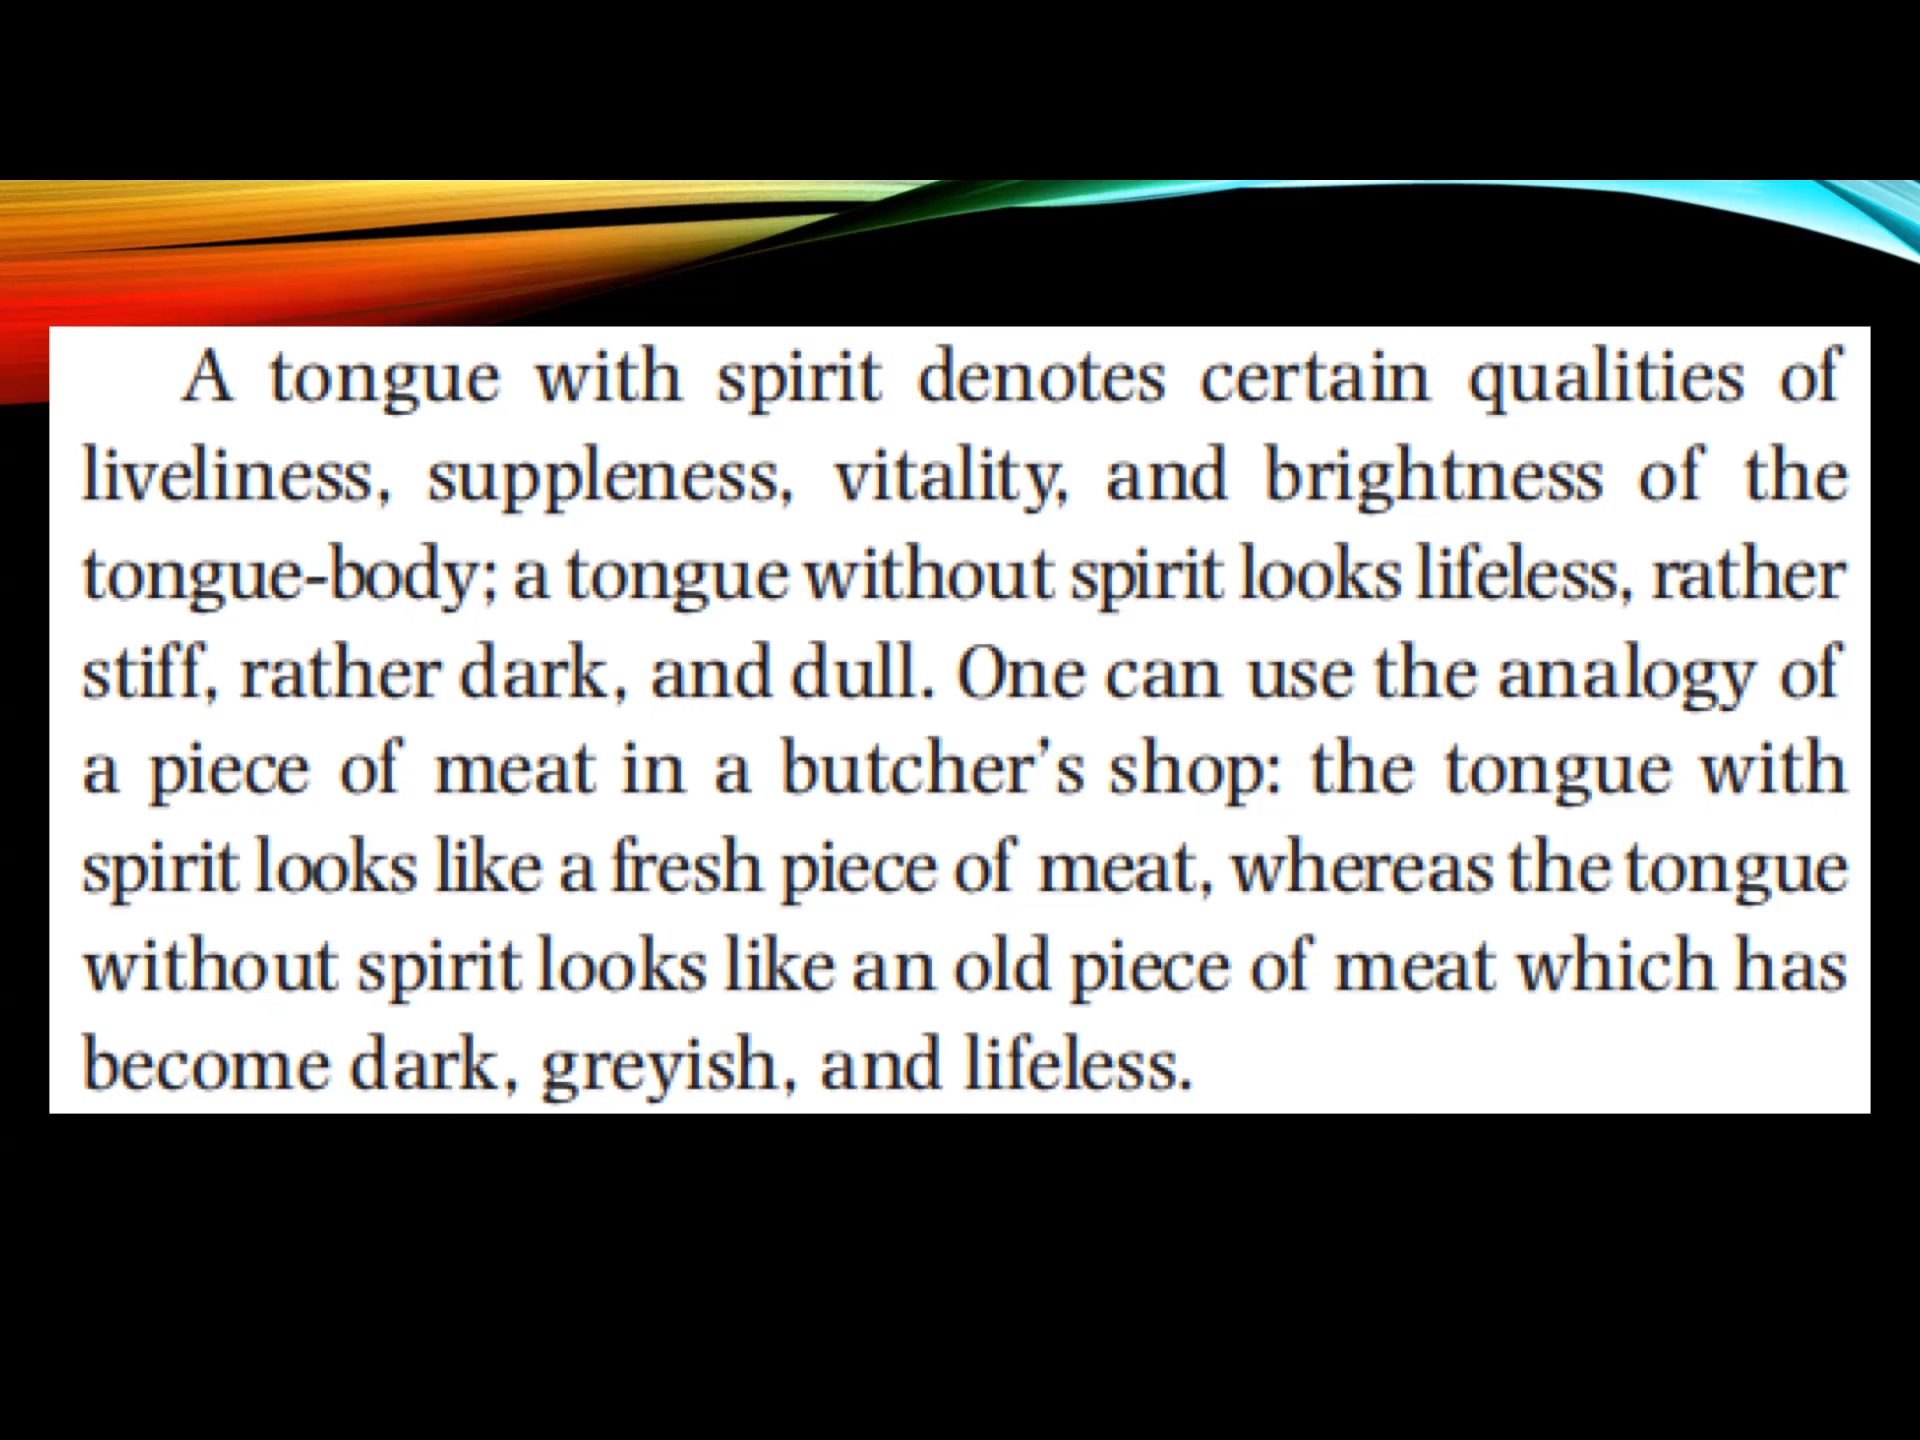 A tongue with spirit denotes certain qualities of
liveliness, suppleness, vitality, and brightness of the
tongue-body; a tongue without spirit looks lifeless, rather
stiff, rather dark, and dull. One can use the analogy of
a piece of meat in a butcher’s shop: the tongue with
spirit looks like a fresh piece of meat, whereas the tongue
without spirit looks like an old piece of meat which has
become dark, greyish, and lifeless.